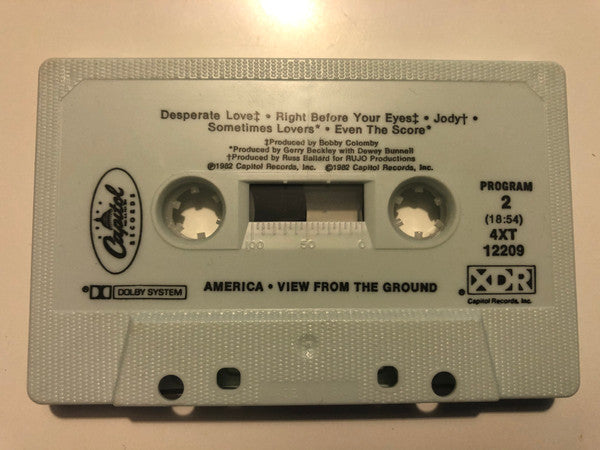 Desperate Love‡ • Right Before Your Eyes‡ • Jody† •
Sometimes Lovers* • Even The Score*
‡Produced by Bobby Colomby
*Produced by Gerry Beckley with Dewey Bunnell
†Produced by Russ Ballard for RUJO Productions
℗1982 Capitol Records, Inc. ©1982 Capitol Records, Inc.
Capitol
RECORDS
®
PROGRAM
2
(18:54)
4XT
12209
100 50 0
® DOLBY SYSTEM
AMERICA • VIEW FROM THE GROUND
® XDR
Capitol Records, Inc.